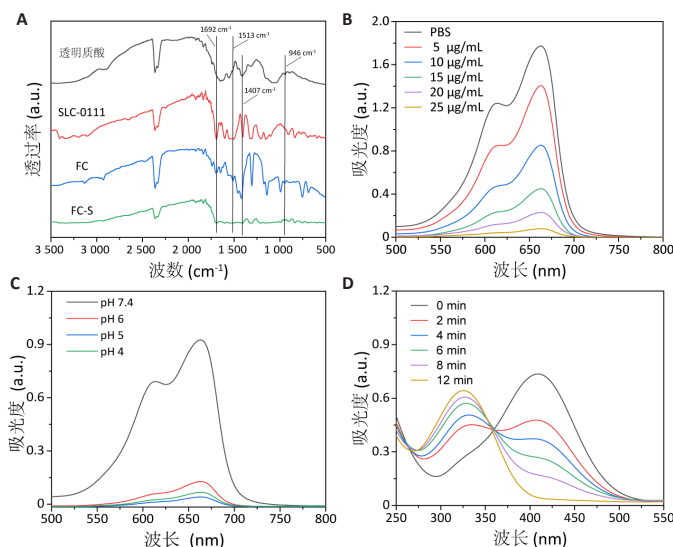 A
1692 cm⁻¹
1513 cm⁻¹
946 cm⁻¹
1407 cm⁻¹
透明质酸
SLC-0111
FC
FC-S
透过率 (a.u.)
3 500 3 000 2 500 2 000 1 500 1 000 500
波数 (cm⁻¹)
B
PBS
5 μg/mL
10 μg/mL
15 μg/mL
20 μg/mL
25 μg/mL
吸光度 (a.u.)
2.0
1.6
1.2
0.8
0.4
0
500 550 600 650 700 750 800
波长 (nm)
C
pH 7.4
pH 6
pH 5
pH 4
吸光度 (a.u.)
1.2
0.9
0.6
0.3
0
500 550 600 650 700 750 800
波长 (nm)
D
0 min
2 min
4 min
6 min
8 min
12 min
吸光度 (a.u.)
1.2
0.9
0.6
0.3
0
250 300 350 400 450 500 550
波长 (nm)